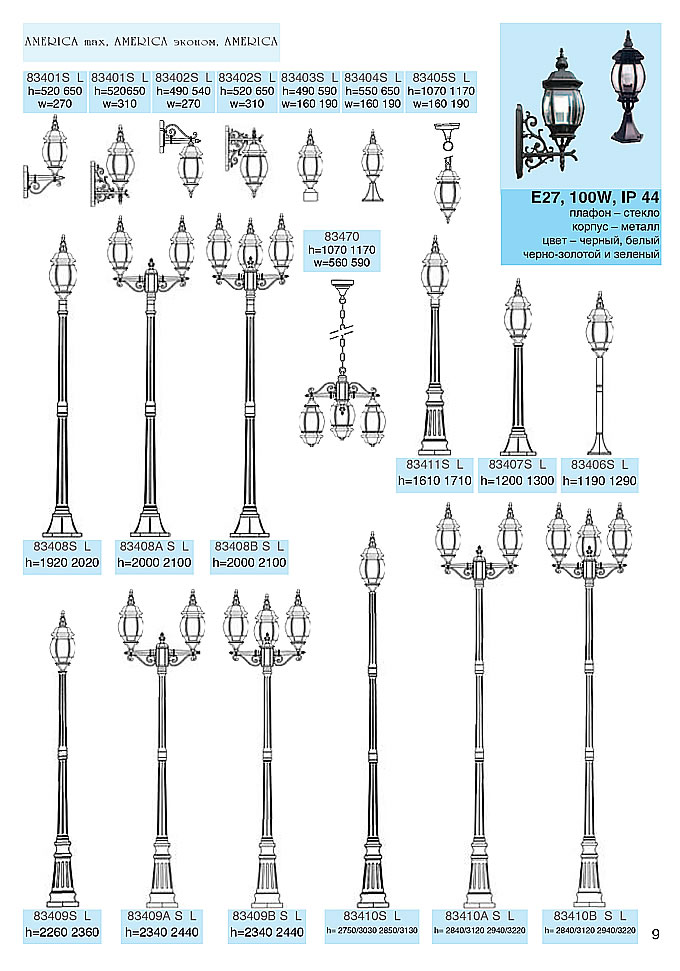 AMERICA max, AMERICA эконом, AMERICA
83401S L
h=520 650
w=270
83401S L
h=520650
w=310
83402S L
h=490 540
w=270
83402S L
h=520 650
w=310
83403S L
h=490 590
w=160 190
83404S L
h=550 650
w=160 190
83405S L
h=1070 1170
w=160 190
E27, 100W, IP 44
плафон – стекло
корпус – металл
цвет – черный, белый
черно-золотой и зеленый
83470
h=1070 1170
w=560 590
83411S L
h=1610 1710
83407S L
h=1200 1300
83406S L
h=1190 1290
83408S L
h=1920 2020
83408A S L
h=2000 2100
83408B S L
h=2000 2100
83409S L
h=2260 2360
83409A S L
h=2340 2440
83409B S L
h=2340 2440
83410S L
h= 2750/3030 2850/3130
83410A S L
h= 2840/3120 2940/3220
83410B S L
h= 2840/3120 2940/3220
9